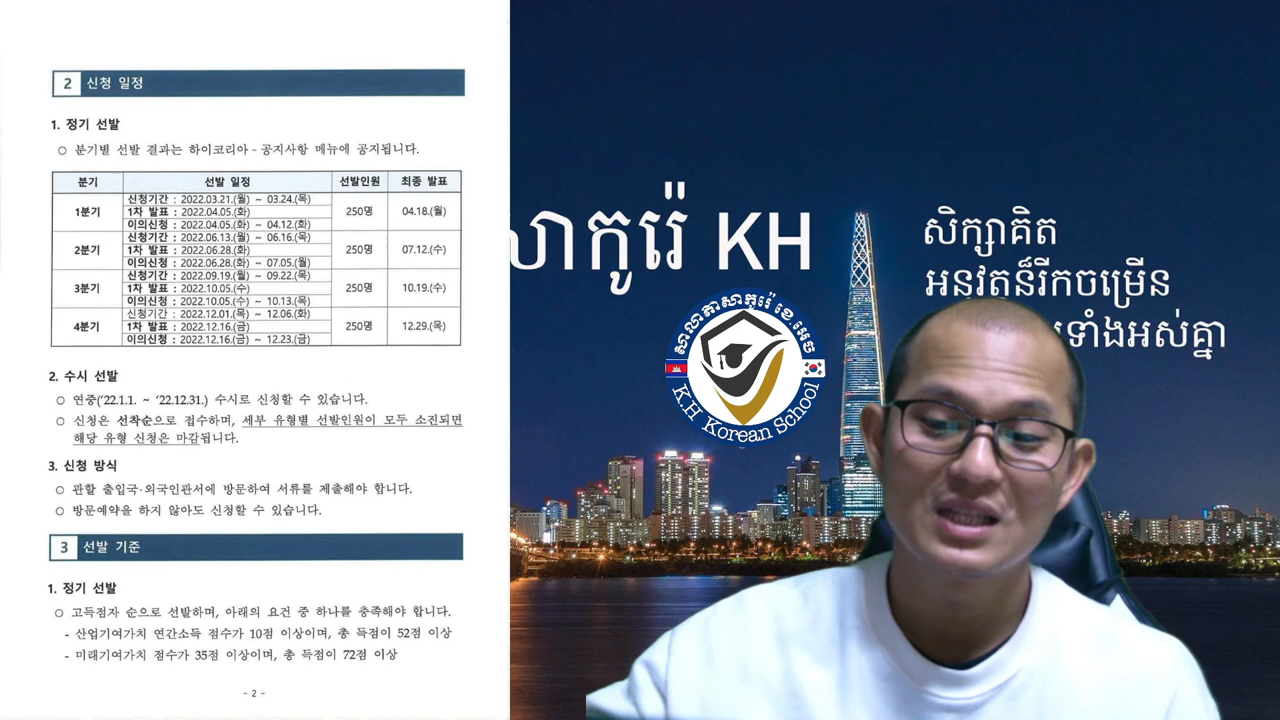 2 신청 일정
1. 정기 선발
○ 분기별 선발 결과는 하이코리아 - 공지사항 메뉴에 공지됩니다.
분기 선발 일정 선발인원 최종 발표
1분기 신청기간 : 2022.03.21.(월) ~ 03.24.(목)
1차 발표 : 2022.04.05.(화) 250명 04.18.(월)
이의신청 : 2022.04.05.(화) ~ 04.12.(화)
2분기 신청기간 : 2022.06.13.(월) ~ 06.16.(목)
1차 발표 : 2022.06.28.(화) 250명 07.12.(수)
이의신청 : 2022.06.28.(화) ~ 07.05.(월)
3분기 신청기간 : 2022.09.19.(월) ~ 09.22.(목)
1차 발표 : 2022.10.05.(수) 250명 10.19.(수)
이의신청 : 2022.10.05.(수) ~ 10.13.(목)
4분기 신청기간 : 2022.12.01.(목) ~ 12.06.(화)
1차 발표 : 2022.12.16.(금) 250명 12.29.(목)
이의신청 : 2022.12.16.(금) ~ 12.23.(금)
2. 수시 선발
○ 연중('22.1.1. ~ '22.12.31.) 수시로 신청할 수 있습니다.
○ 신청은 선착순으로 접수하며, 세부 유형별 선발인원이 모두 소진되면
해당 유형 신청은 마감됩니다.
3. 신청 방식
○ 관할 출입국·외국인관서에 방문하여 서류를 제출해야 합니다.
○ 방문예약을 하지 않아도 신청할 수 있습니다.
3 선발 기준
1. 정기 선발
○ 고득점자 순으로 선발하며, 아래의 요건 중 하나를 충족해야 합니다.
- 산업기여가치 연간소득 점수가 10점 이상이며, 총 득점이 52점 이상
- 미래기여가치 점수가 35점 이상이며, 총 득점이 72점 이상
- 2 -
សាកូរ៉េ KH
សាលាភាសាកូរ៉េ ខេ អេច
K.H Korean School
សិក្សាគិត
អនុវត្តន៍រីកចម្រើន
ទាំងអស់គ្នា